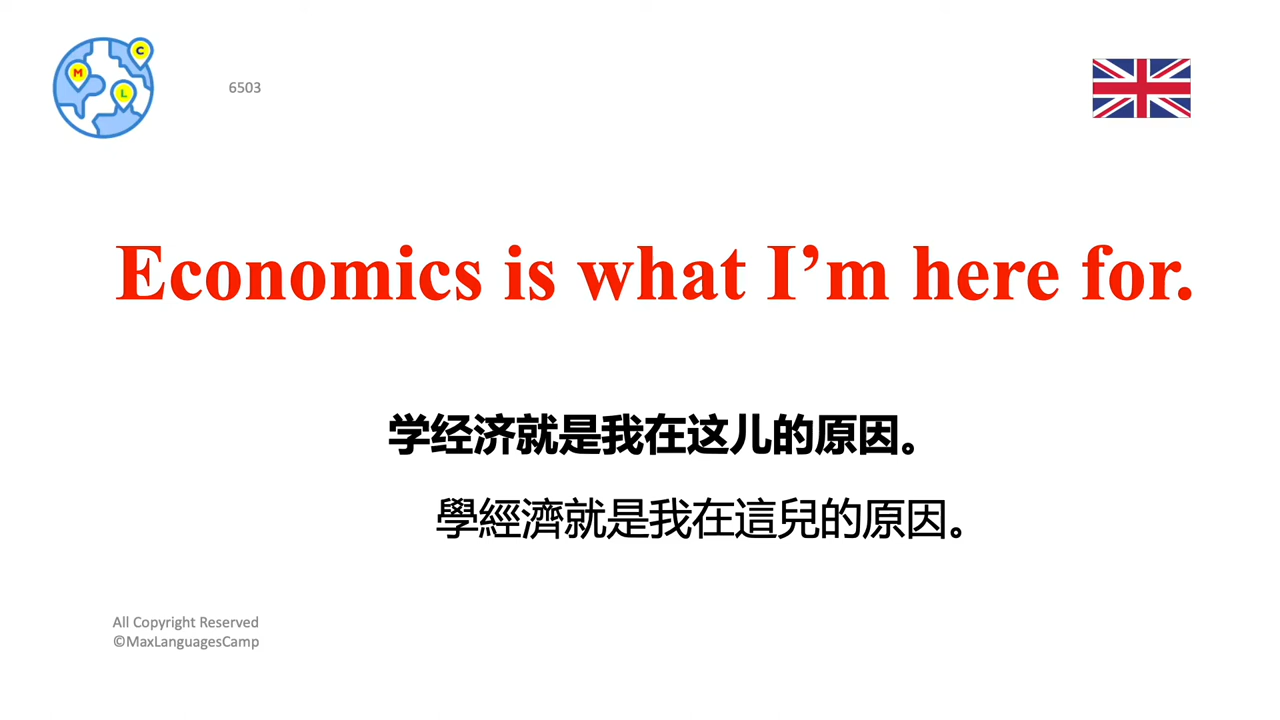 M
C
L
6503
Economics is what I’m here for.
学经济就是我在这儿的原因。
學經濟就是我在這兒的原因。
All Copyright Reserved
©MaxLanguagesCamp